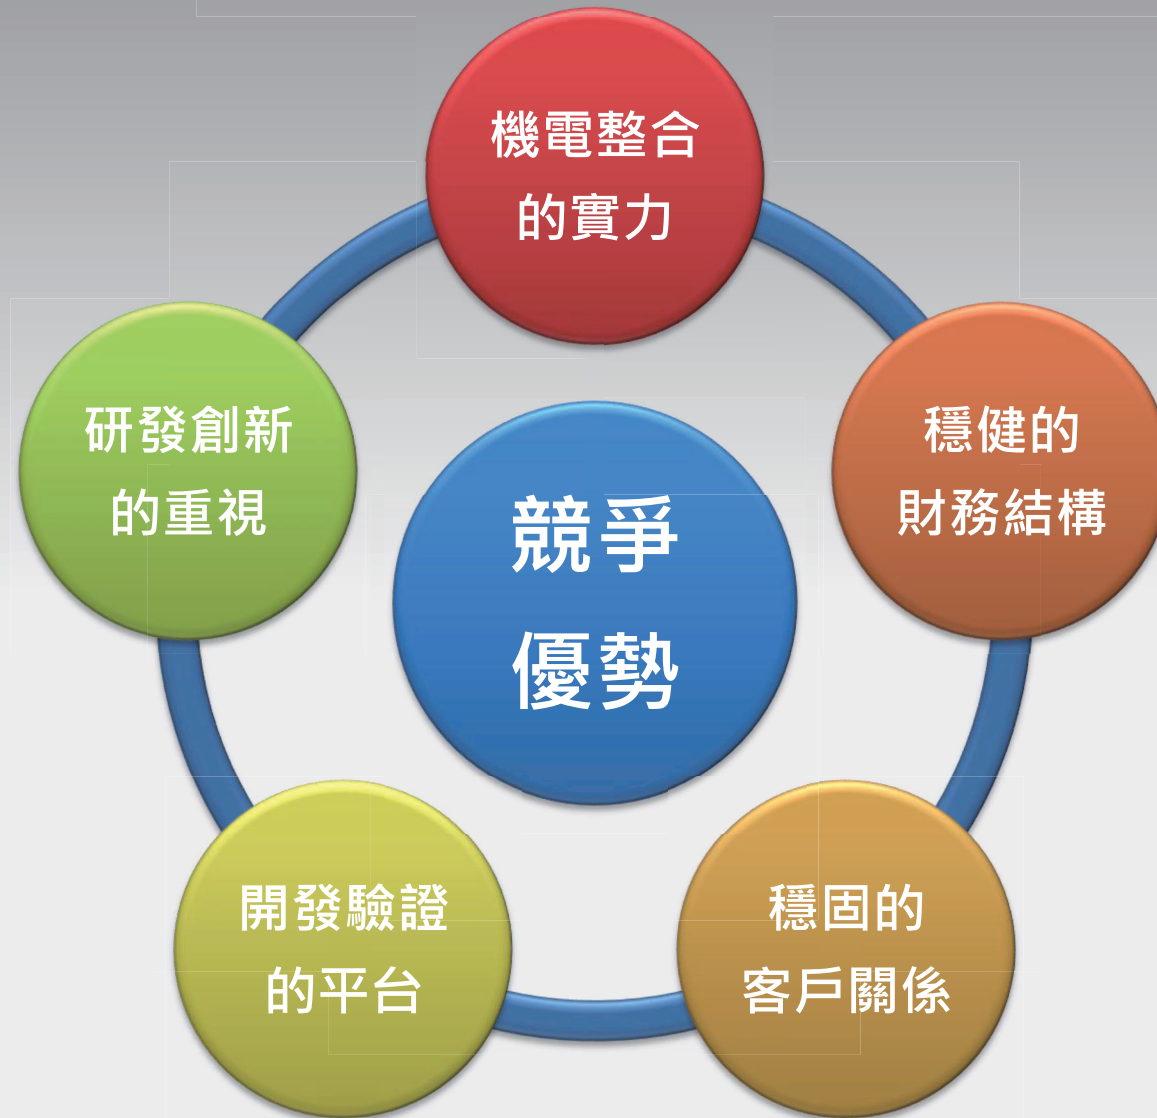 機電整合
的實力
研發創新
的重視
穩健的
財務結構
競爭
優勢
開發驗證
的平台
穩固的
客戶關係